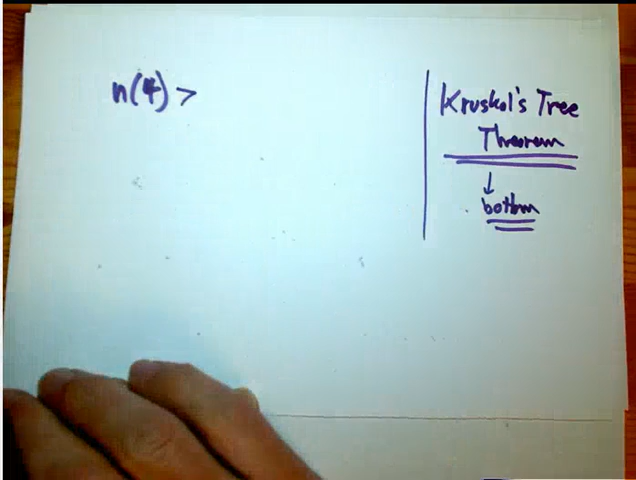 n(4) >
Kruskal's Tree
Theorem
↓
bottom